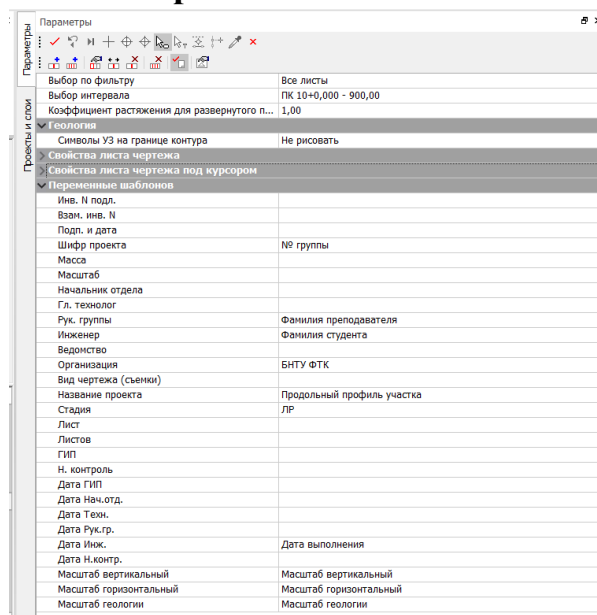 Параметры
Параметры
Проекты и слои
Выбор по фильтру Все листы
Выбор интервала ПК 10+0,000 - 900,00
Коэффициент растяжения для развернутого п... 1,00
Геология
Символы УЗ на границе контура Не рисовать
Свойства листа чертежа
Свойства листа чертежа под курсором
Переменные шаблонов
Инв. N подл.
Взам. инв. N
Подп. и дата
Шифр проекта № группы
Масса
Масштаб
Начальник отдела
Гл. технолог
Рук. группы Фамилия преподавателя
Инженер Фамилия студента
Ведомство
Организация БНТУ ФТК
Вид чертежа (съемки)
Название проекта Продольный профиль участка
Стадия ЛР
Лист
Листов
ГИП
Н. контроль
Дата ГИП
Дата Нач.отд.
Дата Техн.
Дата Рук.гр.
Дата Инж. Дата выполнения
Дата Н.контр.
Масштаб вертикальный Масштаб вертикальный
Масштаб горизонтальный Масштаб горизонтальный
Масштаб геологии Масштаб геологии